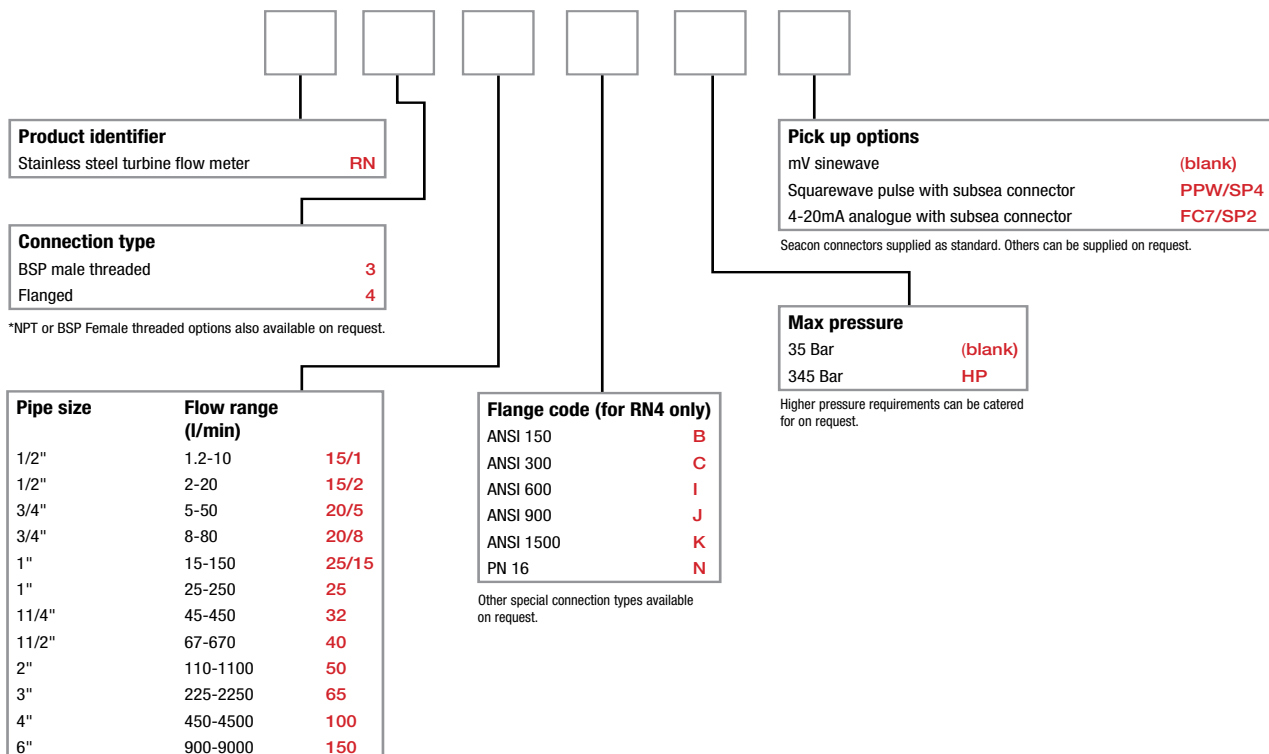 Product identifier
Stainless steel turbine flow meter RN
Connection type
BSP male threaded 3
Flanged 4
*NPT or BSP Female threaded options also available on request.
Pipe size Flow range
(l/min)
1/2" 1.2-10 15/1
1/2" 2-20 15/2
3/4" 5-50 20/5
3/4" 8-80 20/8
1" 15-150 25/15
1" 25-250 25
11/4" 45-450 32
11/2" 67-670 40
2" 110-1100 50
3" 225-2250 65
4" 450-4500 100
6" 900-9000 150
Flange code (for RN4 only)
ANSI 150 B
ANSI 300 C
ANSI 600 I
ANSI 900 J
ANSI 1500 K
PN 16 N
Other special connection types available
on request.
Max pressure
35 Bar (blank)
345 Bar HP
Higher pressure requirements can be catered
for on request.
Pick up options
mV sinewave (blank)
Squarewave pulse with subsea connector PPW/SP4
4-20mA analogue with subsea connector FC7/SP2
Seacon connectors supplied as standard. Others can be supplied on request.